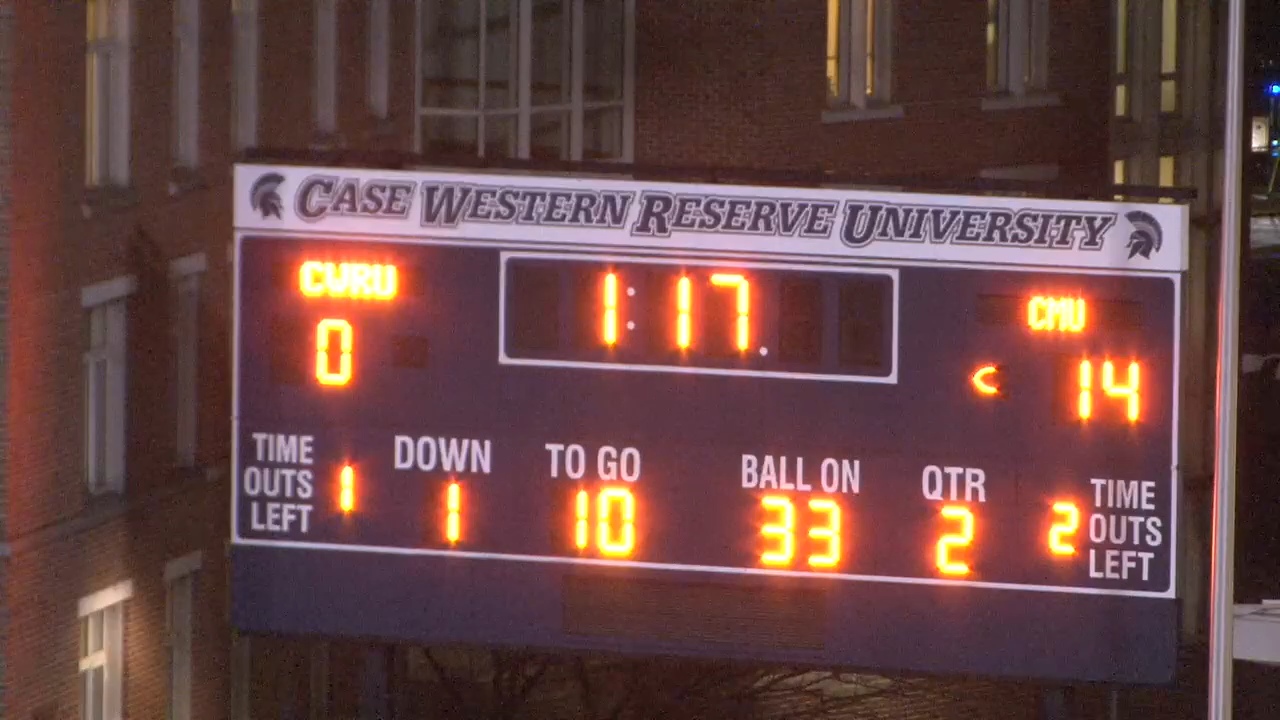 CASE WESTERN RESERVE UNIVERSITY
CWRU 1:17 CMU
0 < 14
TIME OUTS LEFT 1
DOWN 1
TO GO 10
BALL ON 33
QTR 2
2 TIME OUTS LEFT